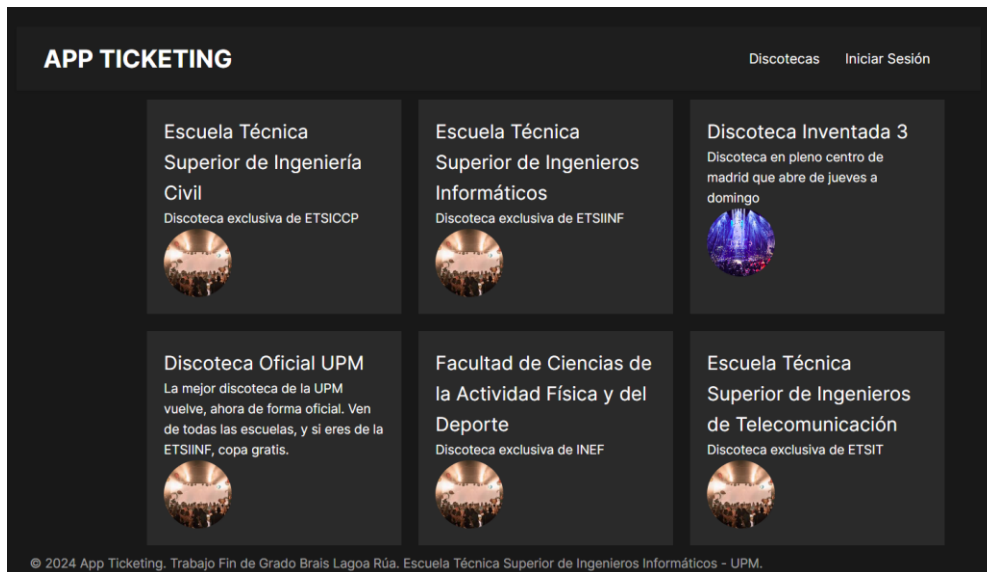 APP TICKETING
Discotecas
Iniciar Sesión
Escuela Técnica
Superior de Ingeniería
Civil
Discoteca exclusiva de ETSICCP
Escuela Técnica
Superior de Ingenieros
Informáticos
Discoteca exclusiva de ETSIINF
Discoteca Inventada 3
Discoteca en pleno centro de
madrid que abre de jueves a
domingo
Discoteca Oficial UPM
La mejor discoteca de la UPM
vuelve, ahora de forma oficial. Ven
de todas las escuelas, y si eres de la
ETSIINF, copa gratis.
Facultad de Ciencias de
la Actividad Física y del
Deporte
Discoteca exclusiva de INEF
Escuela Técnica
Superior de Ingenieros
de Telecomunicación
Discoteca exclusiva de ETSIT
© 2024 App Ticketing. Trabajo Fin de Grado Brais Lagoa Rúa. Escuela Técnica Superior de Ingenieros Informáticos - UPM.